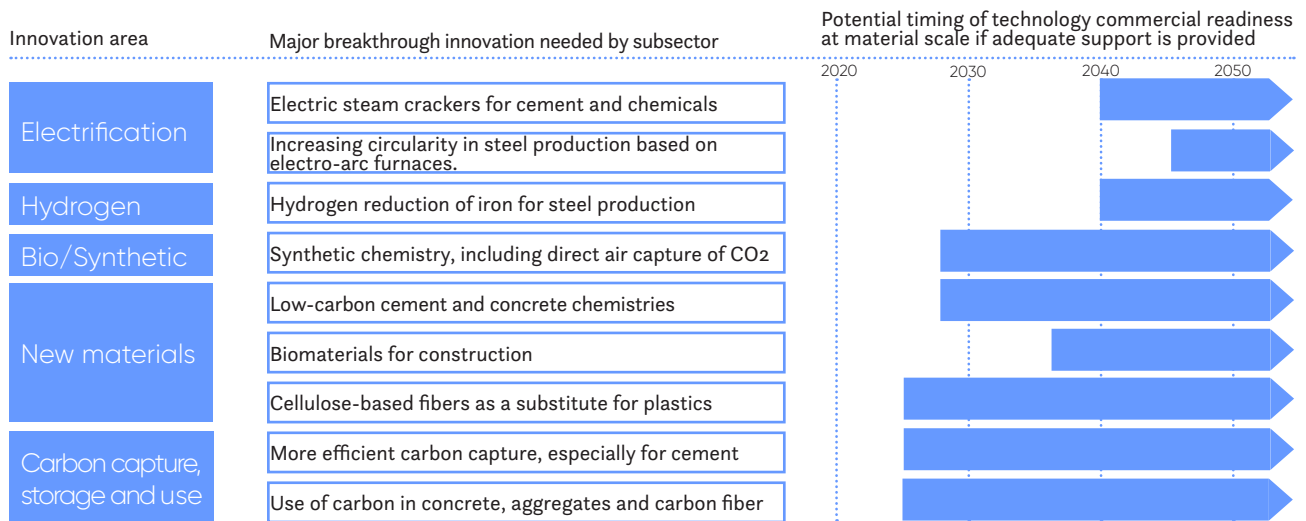 Innovation area
Major breakthrough innovation needed by subsector
Potential timing of technology commercial readiness
at material scale if adequate support is provided
2020
2030
2040
2050
Electrification
Electric steam crackers for cement and chemicals
Increasing circularity in steel production based on
electro-arc furnaces.
Hydrogen
Hydrogen reduction of iron for steel production
Bio/Synthetic
Synthetic chemistry, including direct air capture of CO2
New materials
Low-carbon cement and concrete chemistries
Biomaterials for construction
Cellulose-based fibers as a substitute for plastics
Carbon capture,
storage and use
More efficient carbon capture, especially for cement
Use of carbon in concrete, aggregates and carbon fiber